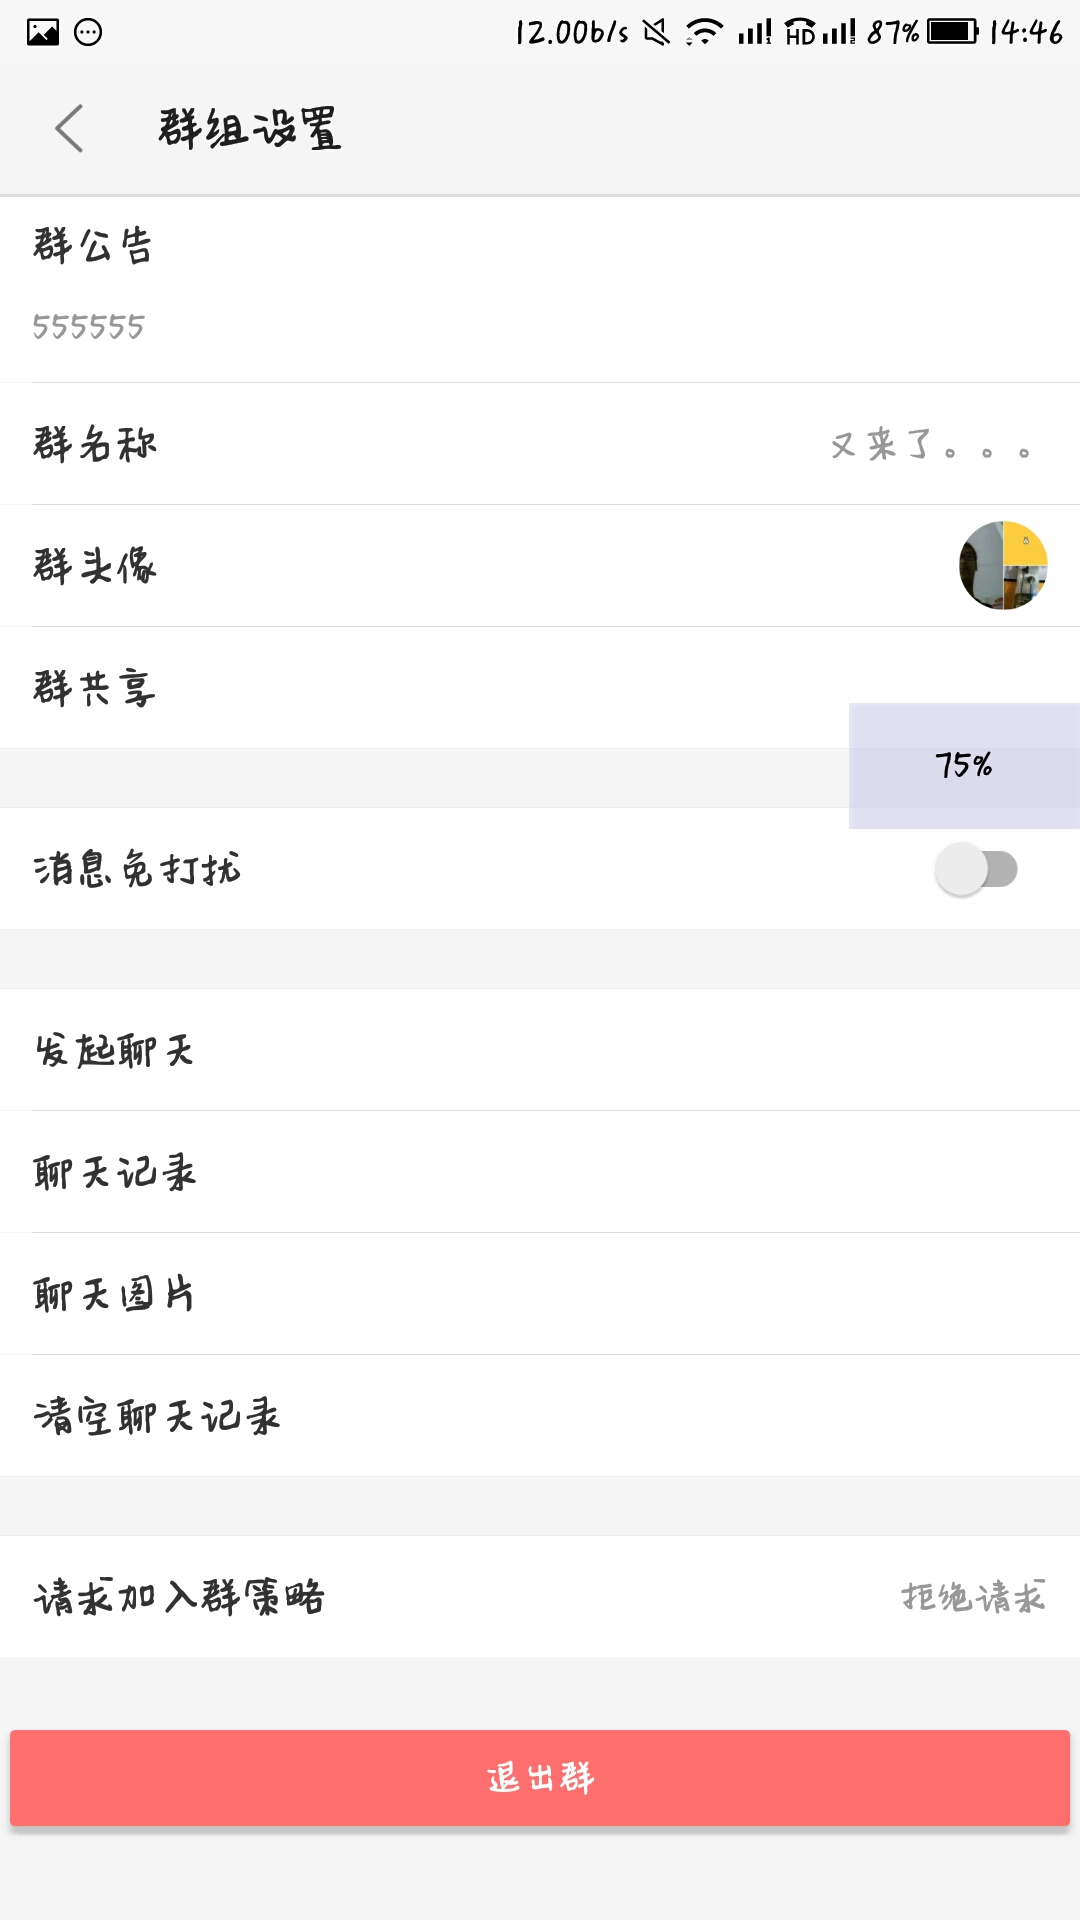 12.00b/s HD 87% 14:46
群组设置
群公告
555555
群名称 又来了。。。
群头像
群共享
75%
消息免打扰
发起聊天
聊天记录
聊天图片
清空聊天记录
请求加入群策略 拒绝请求
退出群